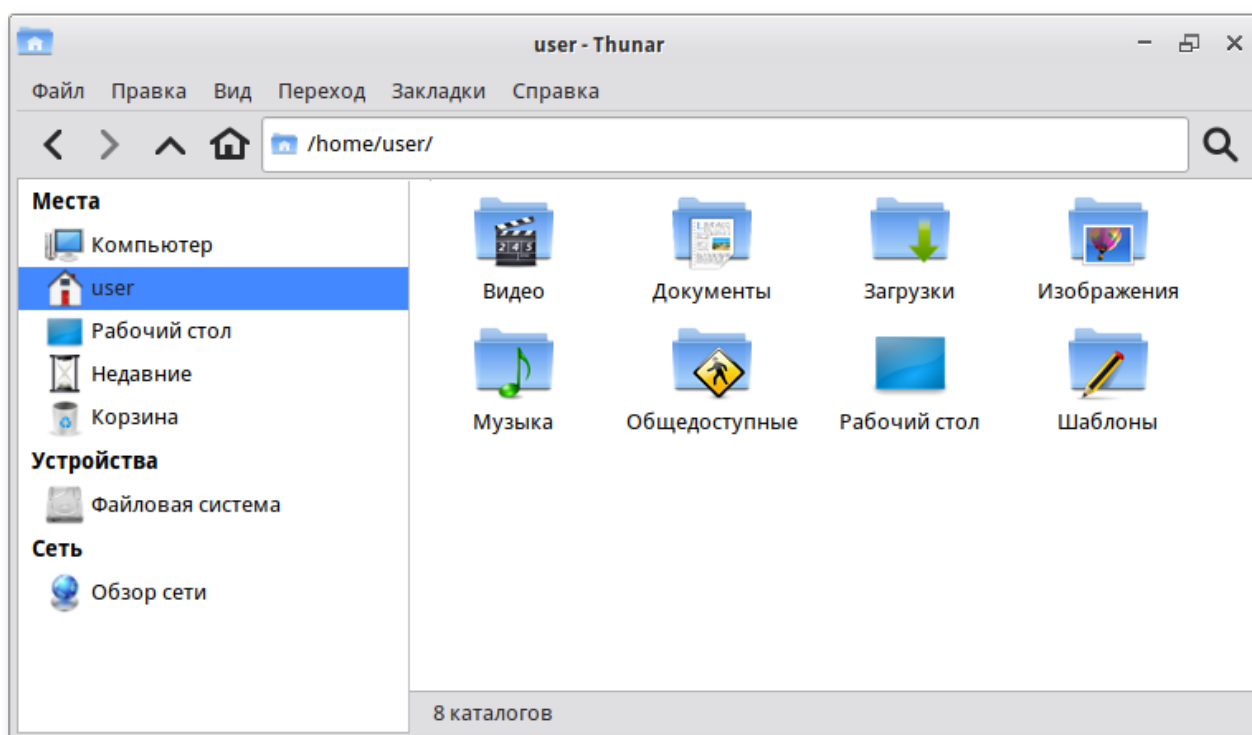 user - Thunar
Файл Правка Вид Переход Закладки Справка
/home/user/
Места
Компьютер
user
Рабочий стол
Недавние
Корзина
Устройства
Файловая система
Сеть
Обзор сети
Видео Документы Загрузки Изображения
Музыка Общедоступные Рабочий стол Шаблоны
8 каталогов